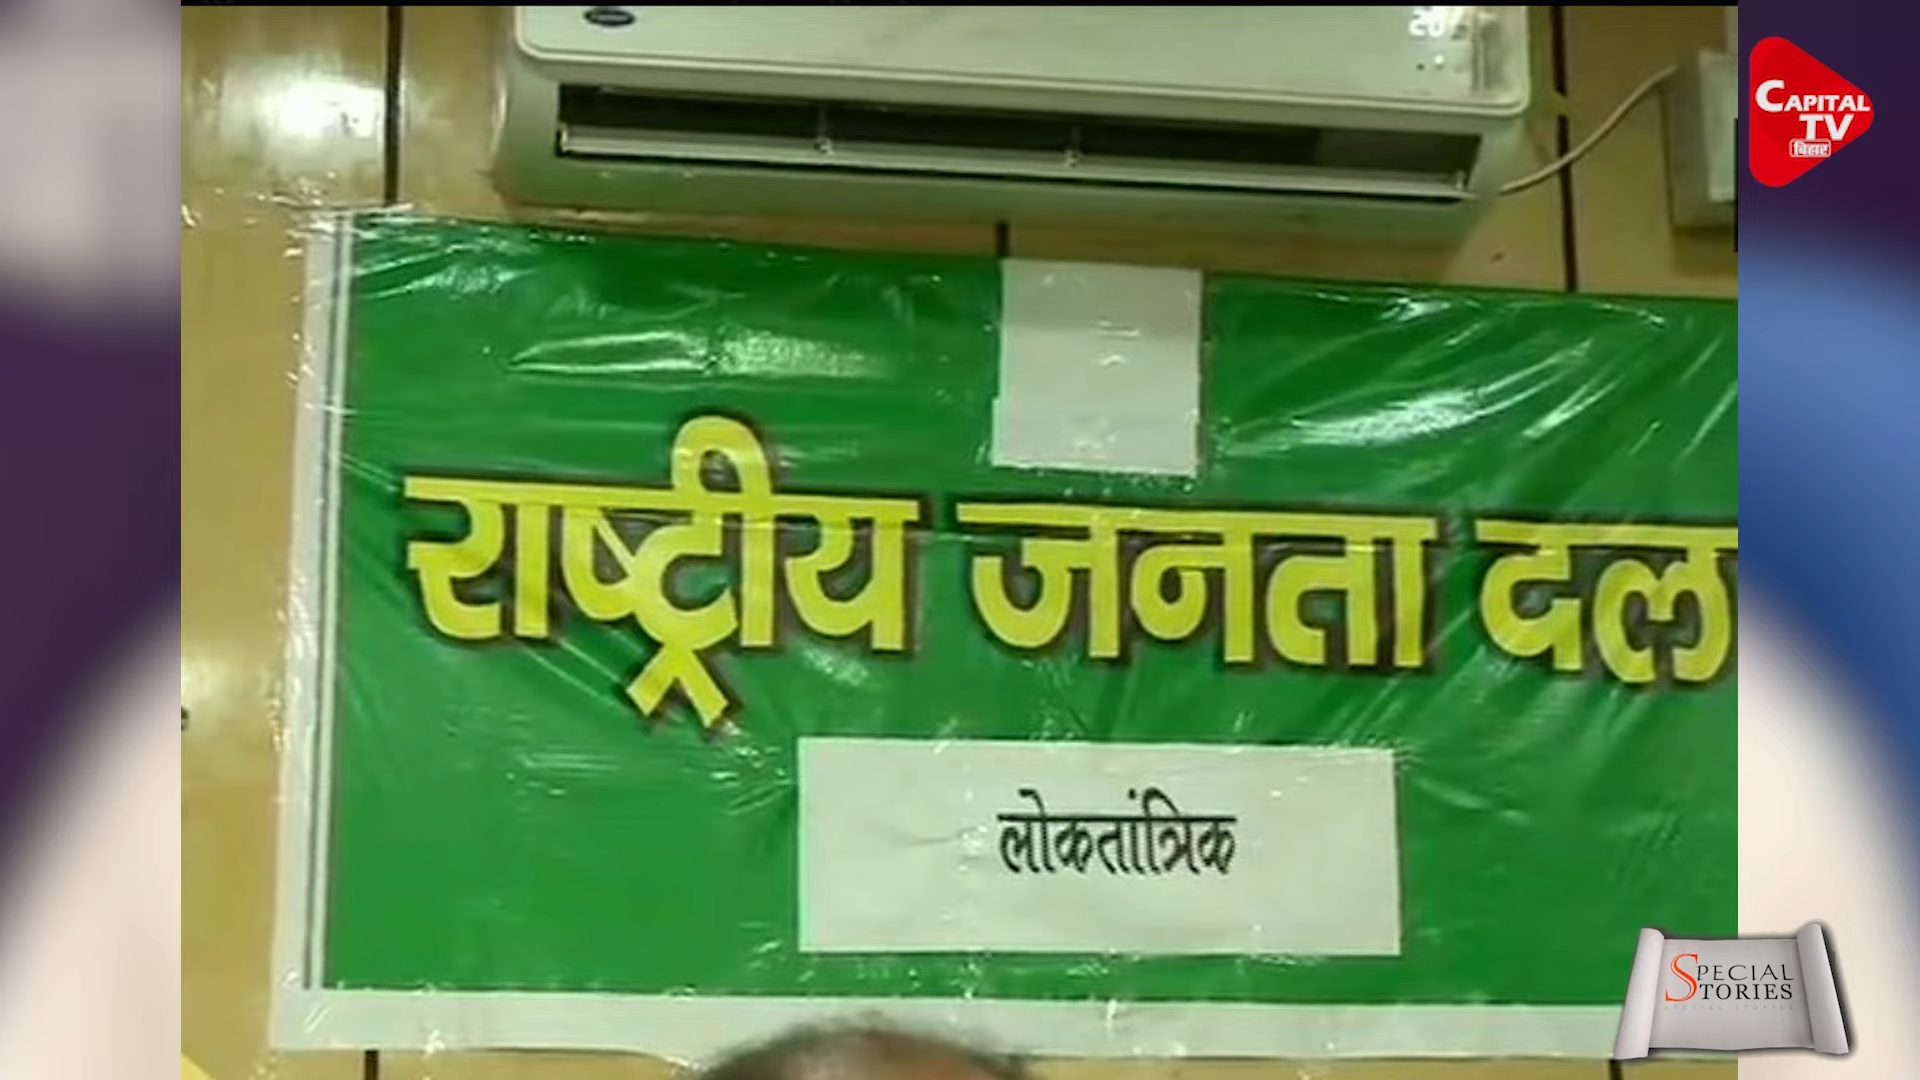 CAPITAL
TV
बिहार
राष्ट्रीय जनता दल
लोकतांत्रिक
SPECIAL
STORIES